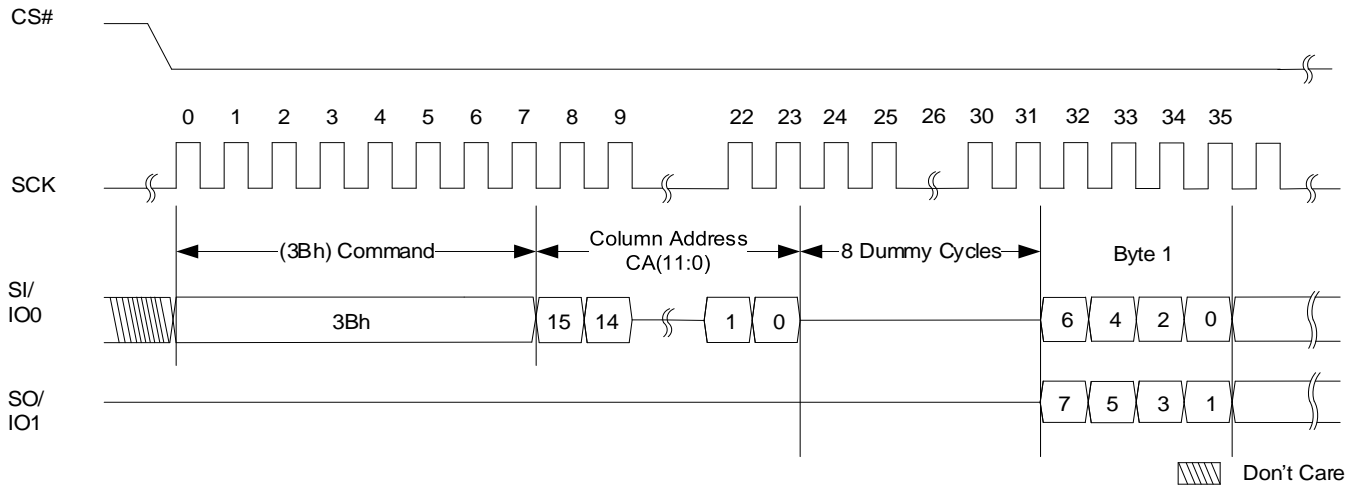 CS#
0 1 2 3 4 5 6 7 8 9 22 23 24 25 26 30 31 32 33 34 35
SCK
(3Bh) Command
Column Address
CA(11:0)
8 Dummy Cycles
Byte 1
SI/
IO0
3Bh 15 14 1 0 6 4 2 0
SO/
IO1
7 5 3 1
Don't Care